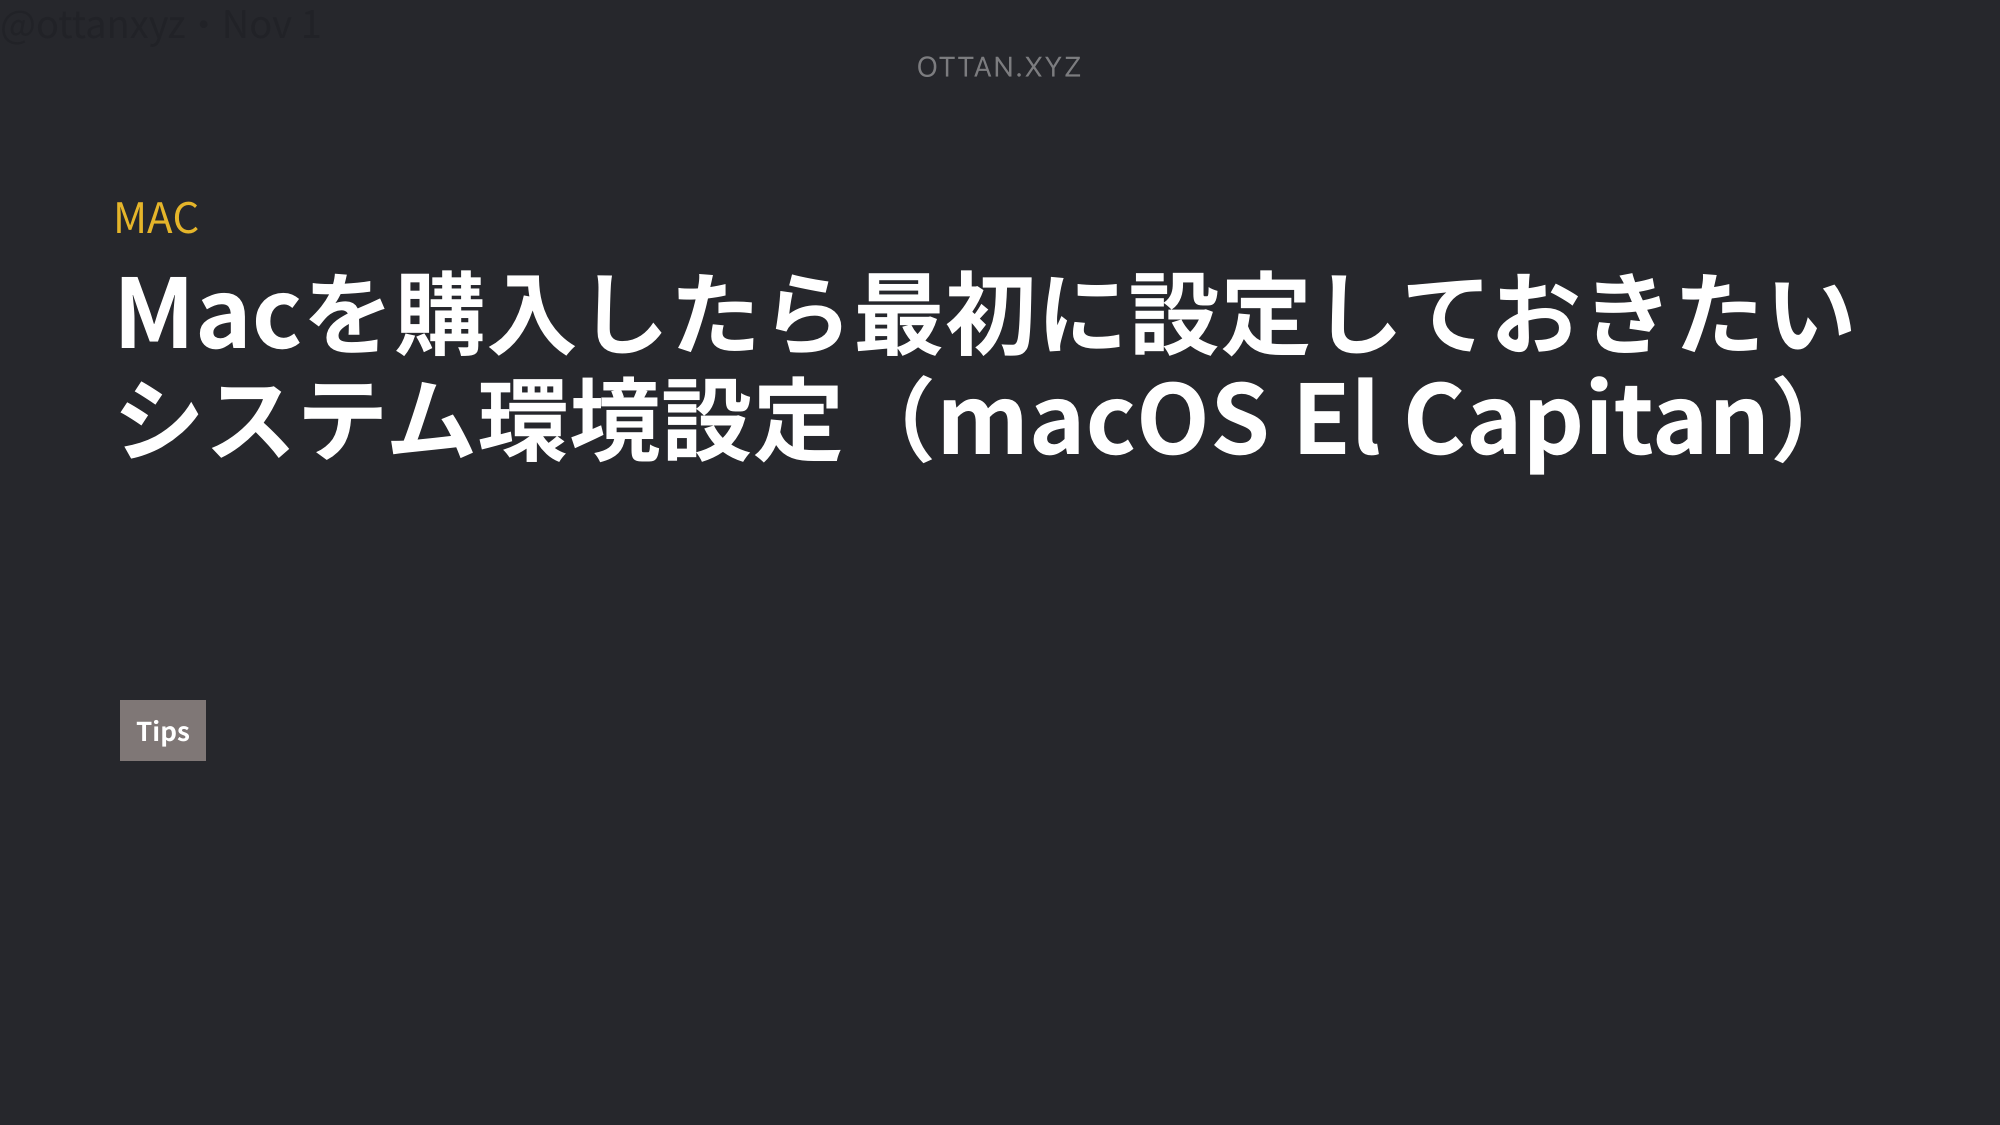 @ottanxyz・Nov 1
OTTAN.XYZ
MAC
Macを購入したら最初に設定しておきたい
システム環境設定（macOS El Capitan）
Tips